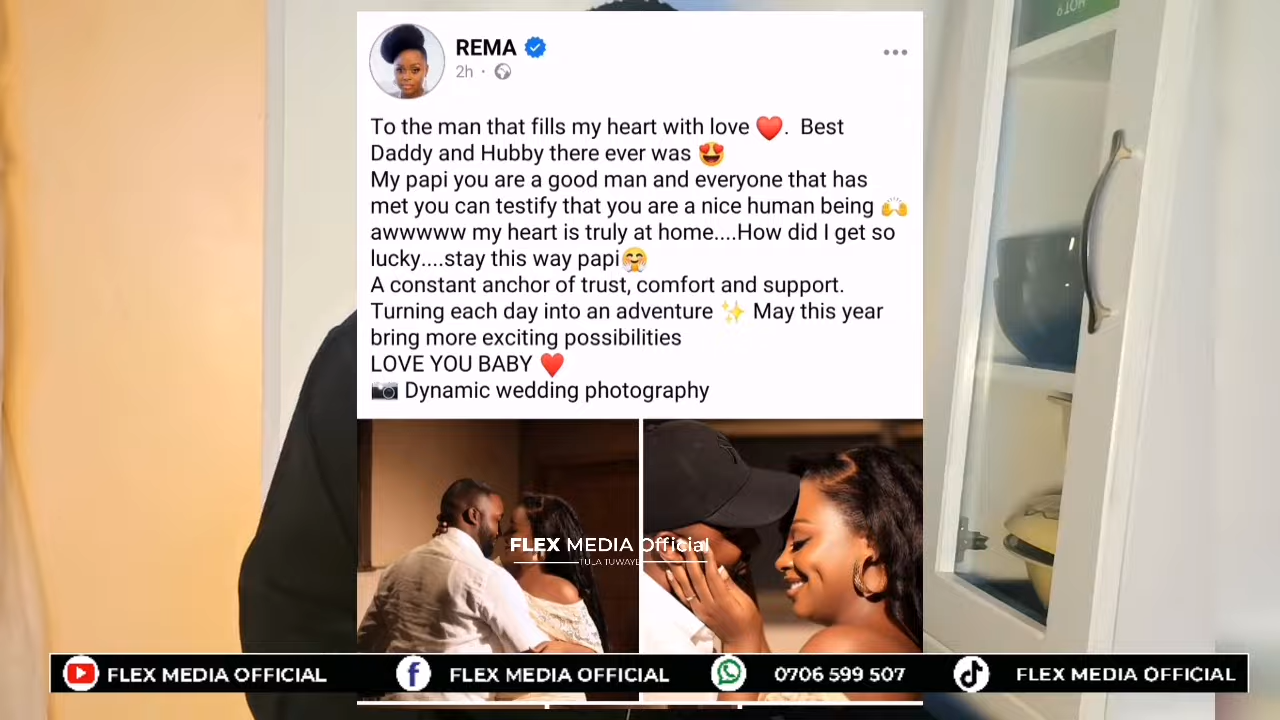 REMA
2h ·
To the man that fills my heart with love ❤️. Best
Daddy and Hubby there ever was 😍
My papi you are a good man and everyone that has
met you can testify that you are a nice human being 🙌
awwwww my heart is truly at home....How did I get so
lucky....stay this way papi🤗
A constant anchor of trust, comfort and support.
Turning each day into an adventure ✨ May this year
bring more exciting possibilities
LOVE YOU BABY ❤️
📷 Dynamic wedding photography
FLEX MEDIA Official
TULA TUWAYE
FLEX MEDIA OFFICIAL
FLEX MEDIA OFFICIAL
0706 599 507
FLEX MEDIA OFFICIAL